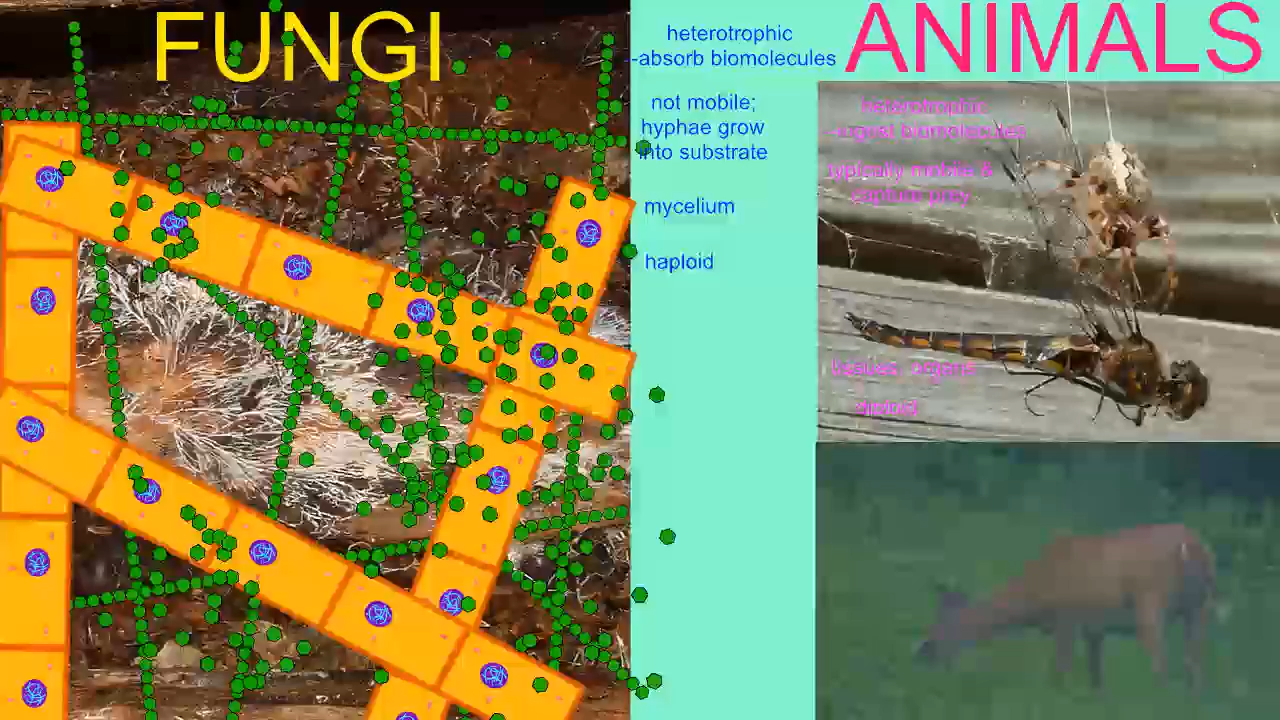 FUNGI
heterotrophic
-absorb biomolecules
not mobile;
hyphae grow
into substrate
mycelium
haploid
ANIMALS
heterotrophic
-ingest biomolecules
typically mobile &
capture prey
tissues, organs
diploid